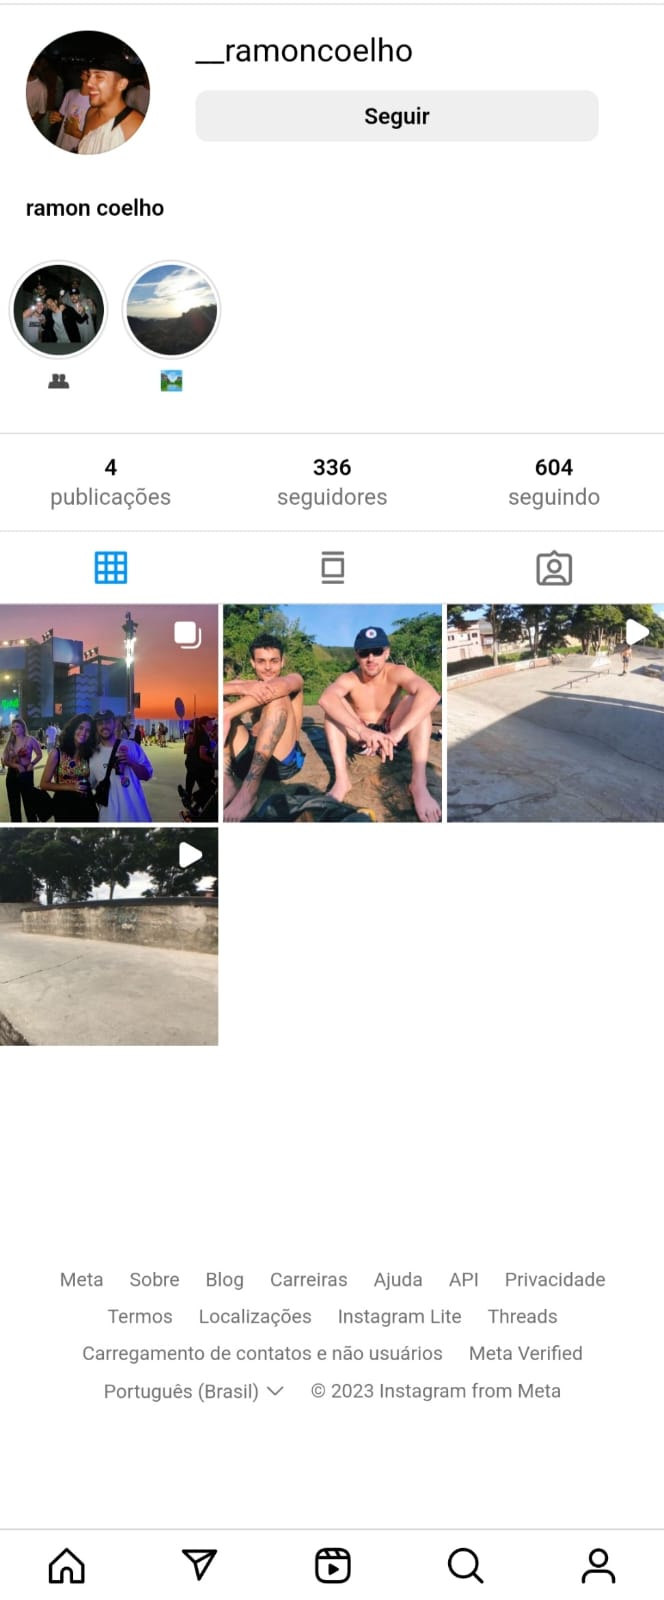 __ramoncoelho
Seguir
ramon coelho
4 336 604
publicações seguidores seguindo
Meta Sobre Blog Carreiras Ajuda API Privacidade
Termos Localizações Instagram Lite Threads
Carregamento de contatos e não usuários Meta Verified
Português (Brasil) © 2023 Instagram from Meta